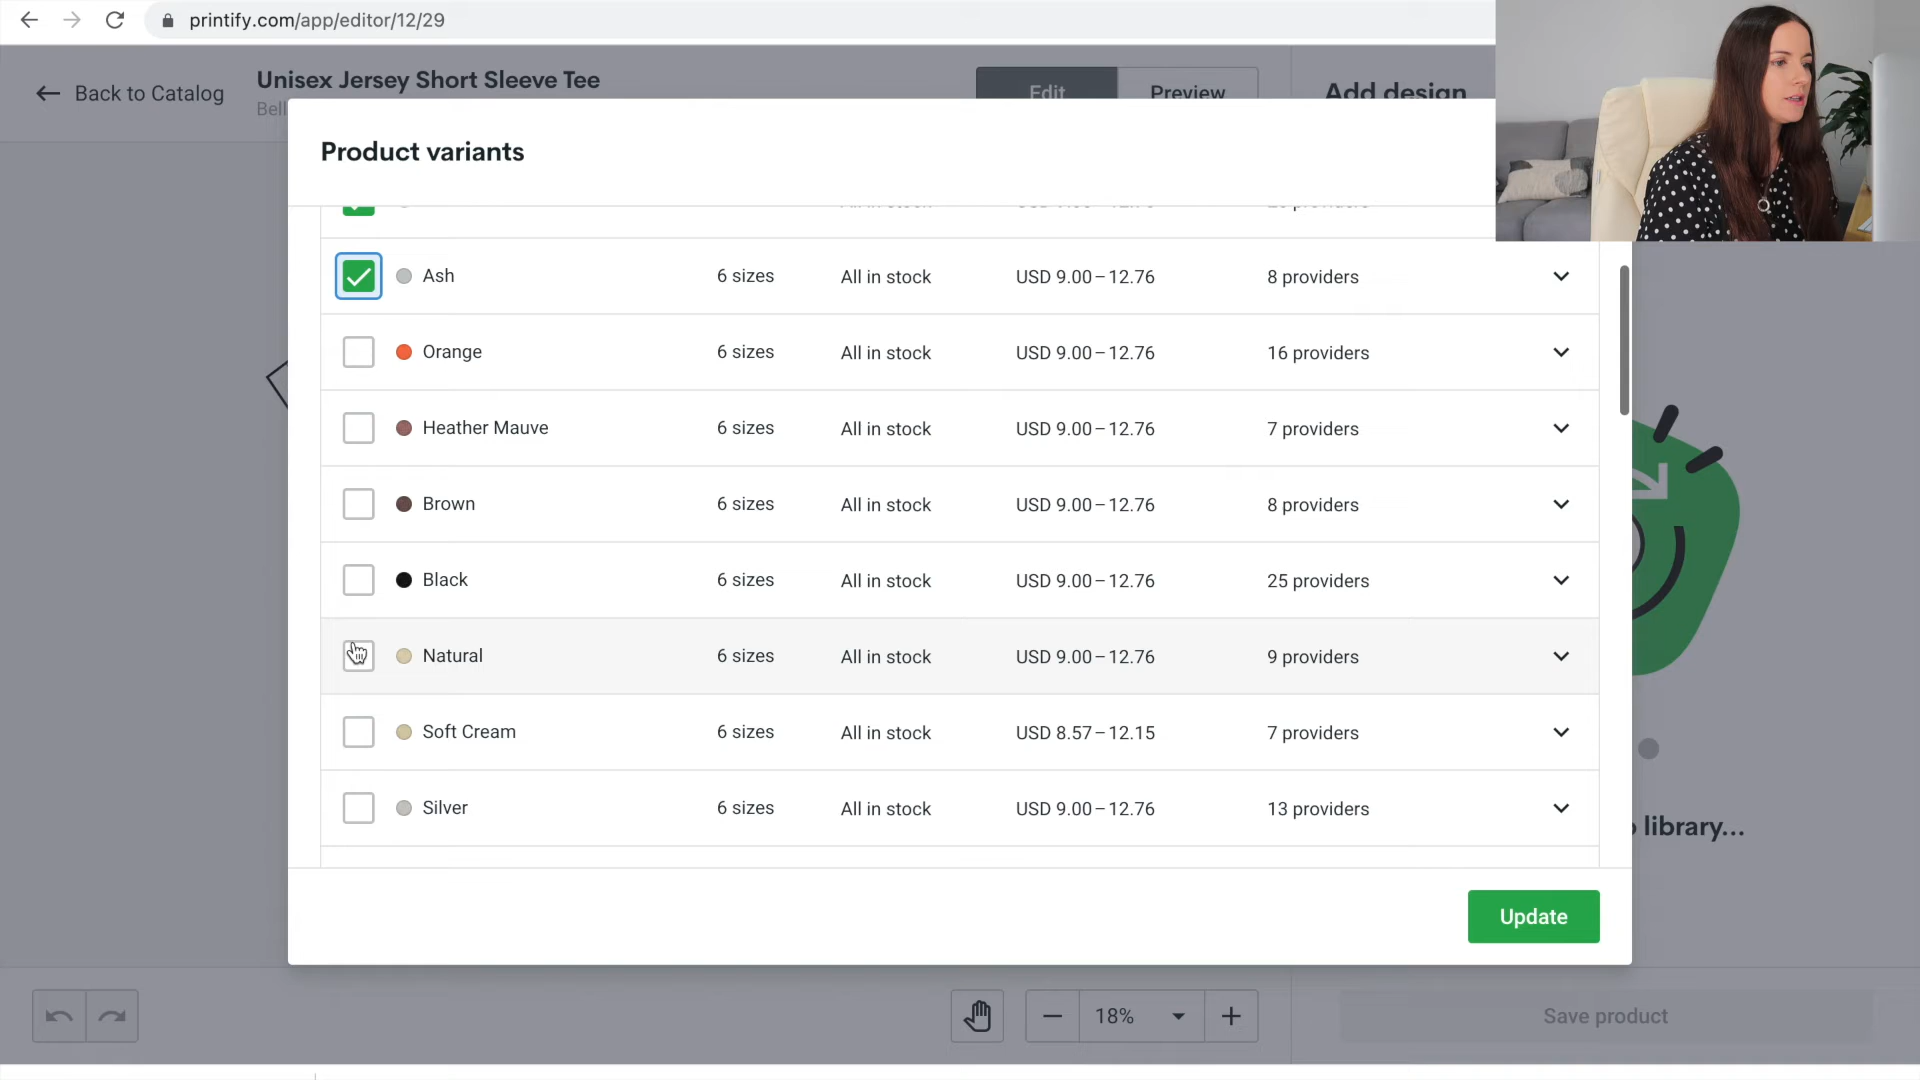 printify.com/app/editor/12/29
Back to Catalog
Unisex Jersey Short Sleeve Tee
Edit
Preview
Add design
Product variants
Ash 6 sizes All in stock USD 9.00–12.76 8 providers
Orange 6 sizes All in stock USD 9.00–12.76 16 providers
Heather Mauve 6 sizes All in stock USD 9.00–12.76 7 providers
Brown 6 sizes All in stock USD 9.00–12.76 8 providers
Black 6 sizes All in stock USD 9.00–12.76 25 providers
Natural 6 sizes All in stock USD 9.00–12.76 9 providers
Soft Cream 6 sizes All in stock USD 8.57–12.15 7 providers
Silver 6 sizes All in stock USD 9.00–12.76 13 providers
library...
Update
18%
Save product